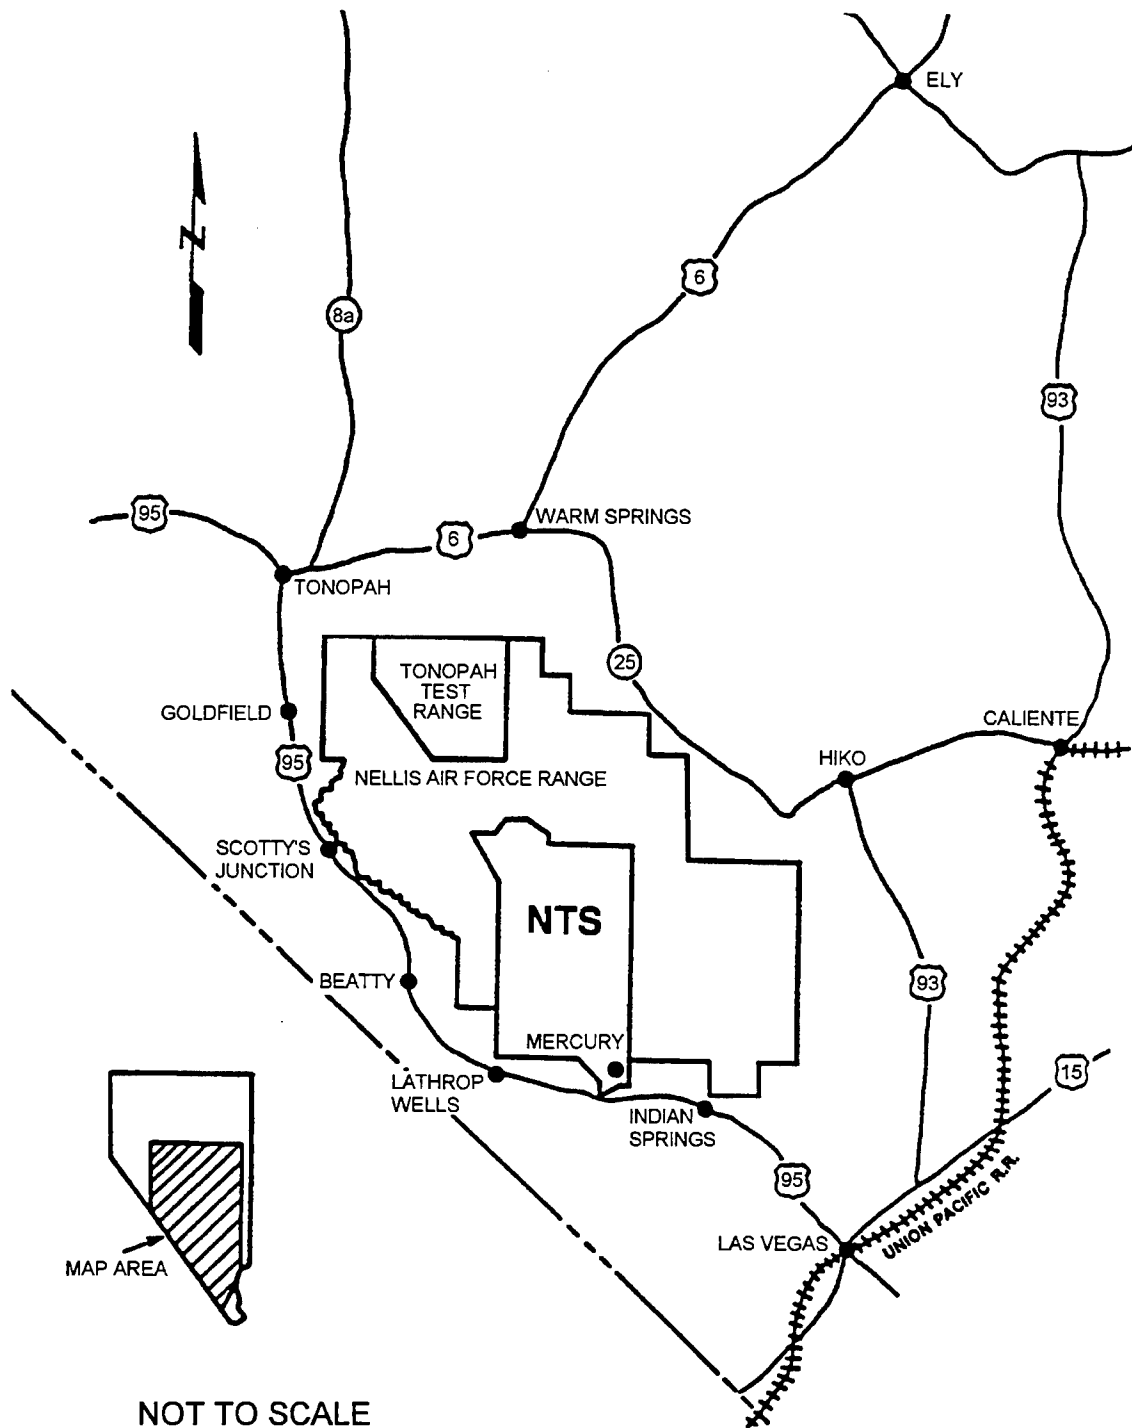 ELY
N
6
8a
93
95
6
WARM SPRINGS
TONOPAH
25
TONOPAH
TEST
RANGE
GOLDFIELD
CALIENTE
95
HIKO
NELLIS AIR FORCE RANGE
SCOTTY'S
JUNCTION
NTS
BEATTY
93
MERCURY
LATHROP
WELLS
15
INDIAN
SPRINGS
95
UNION PACIFIC R.R.
LAS VEGAS
MAP AREA
NOT TO SCALE